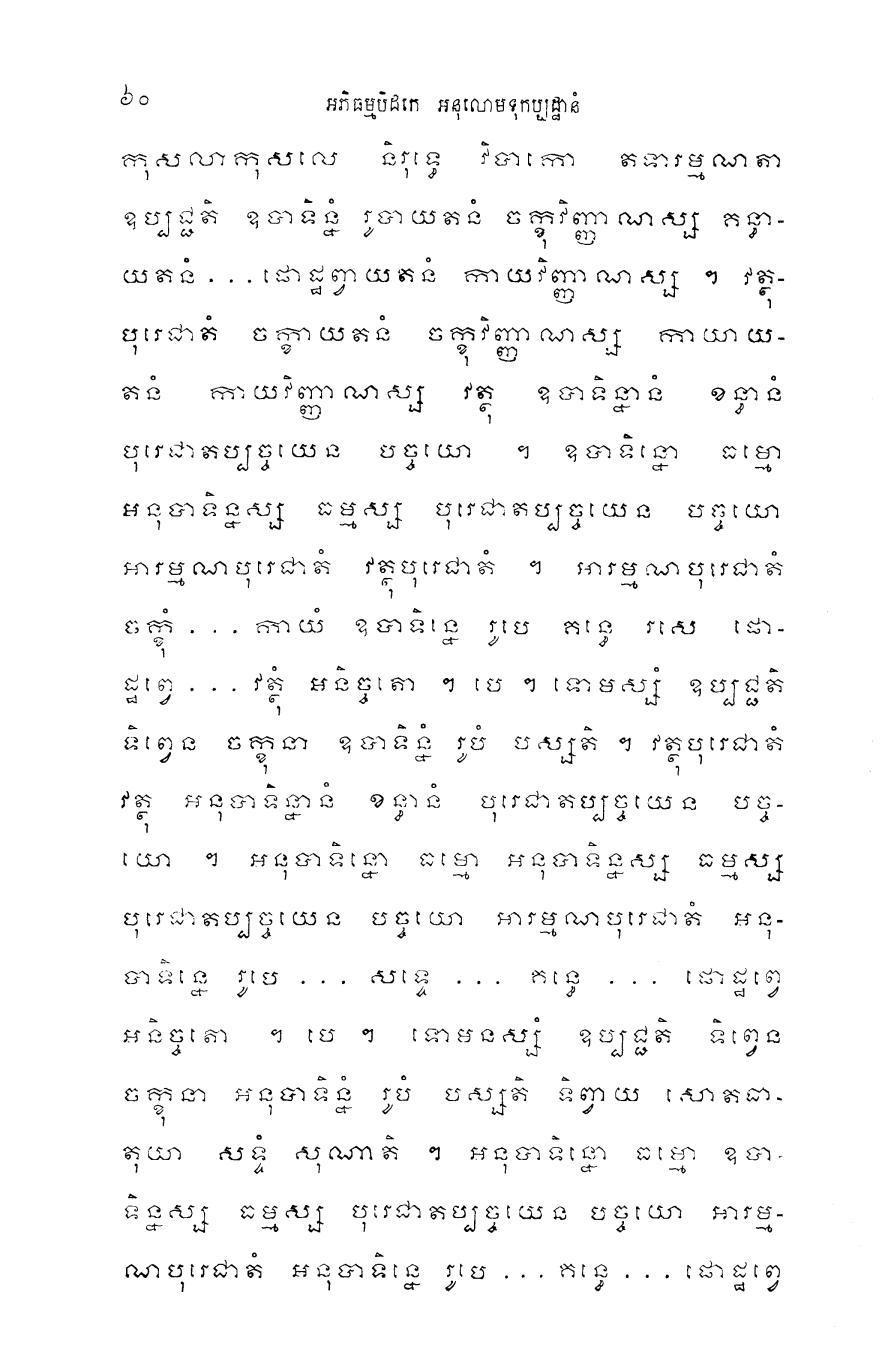 ៦០ អភិធម្មបិដកេ អនុលោមទុកប្បដ្ឋានំ
កុសលាកុសលេ និរុទ្ធេ វិបាកោ តទារម្មណតា
ឧប្បជ្ជតិ ឧបាទិន្នំ រូបាយតនំ ចក្ខុវិញ្ញាណស្ស គន្ធា-
យតនំ ... ផោដ្ឋព្វាយតនំ កាយវិញ្ញាណស្ស ។ វត្ថុ-
បុរេជាតំ ចក្ខាយតនំ ចក្ខុវិញ្ញាណស្ស កាយាយ-
តនំ កាយវិញ្ញាណស្ស វត្ថុ ឧបាទិន្នានំ ខន្ធានំ
បុរេជាតប្បច្ចយេន បច្ចយោ ។ ឧបាទិន្នោ ធម្មោ
អនុបាទិន្នស្ស ធម្មស្ស បុរេជាតប្បច្ចយេន បច្ចយោ
អារម្មណបុរេជាតំ វត្ថុបុរេជាតំ ។ អារម្មណបុរេជាតំ
ចក្ខុំ ... កាយំ ឧបាទិន្នេ រូបេ គន្ធេ រសេ ផោ-
ដ្ឋព្វេ ... វត្ថុំ អនិច្ចតោ ។ បេ ។ ទោមស្សំ ឧប្បជ្ជតិ
ទិព្វេន ចក្ខុនា ឧបាទិន្នំ រូបំ បស្សតិ ។ វត្ថុបុរេជាតំ
វត្ថុ អនុបាទិន្នានំ ខន្ធានំ បុរេជាតប្បច្ចយេន បច្ច-
យោ ។ អនុបាទិន្នោ ធម្មោ អនុបាទិន្នស្ស ធម្មស្ស
បុរេជាតប្បច្ចយេន បច្ចយោ អារម្មណបុរេជាតំ អនុ-
បាទិន្នេ រូបេ ... សទ្ទេ ... គន្ធេ ... ផោដ្ឋព្វេ
អនិច្ចតោ ។ បេ ។ ទោមនស្សំ ឧប្បជ្ជតិ ទិព្វេន
ចក្ខុនា អនុបាទិន្នំ រូបំ បស្សតិ ទិព្វាយ សោតធា-
តុយា សទ្ទំ សុណាតិ ។ អនុបាទិន្នោ ធម្មោ ឧបា-
ទិន្នស្ស ធម្មស្ស បុរេជាតប្បច្ចយេន បច្ចយោ អារម្ម-
ណបុរេជាតំ អនុបាទិន្នេ រូបេ ... គន្ធេ ... ផោដ្ឋព្វេ